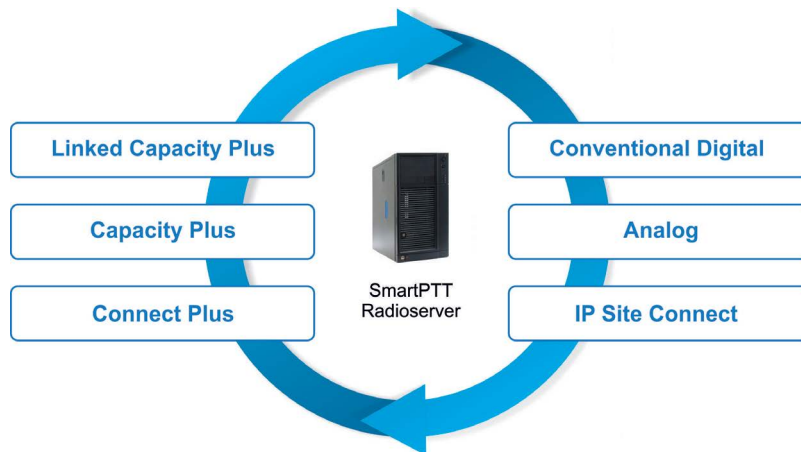 Linked Capacity Plus
Conventional Digital
Capacity Plus
Analog
Connect Plus
IP Site Connect
SmartPTT
Radioserver